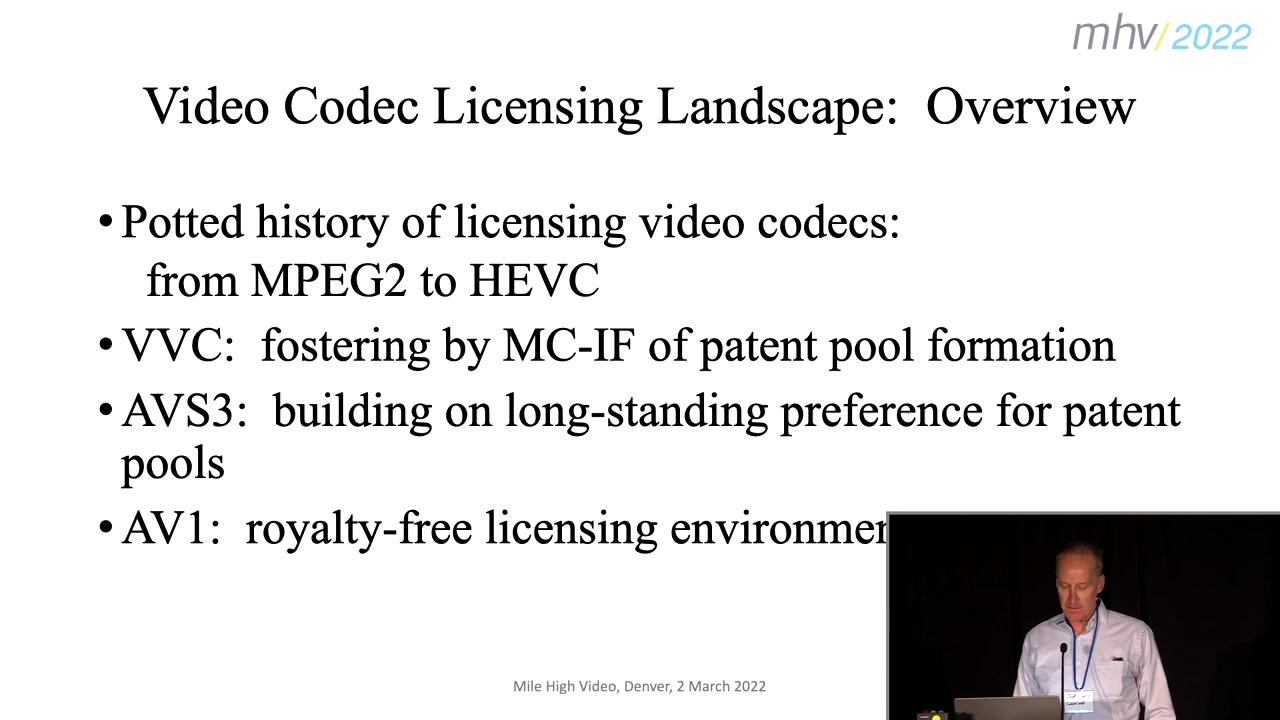 mhv/2022
Video Codec Licensing Landscape: Overview
• Potted history of licensing video codecs:
from MPEG2 to HEVC
• VVC: fostering by MC-IF of patent pool formation
• AVS3: building on long-standing preference for patent
pools
• AV1: royalty-free licensing
Mile High Video, Denver, 2 March 2022